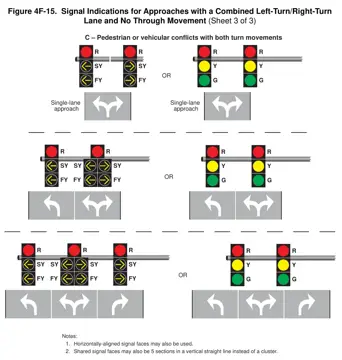 Figure 4F-15. Signal Indications for Approaches with a Combined Left-Turn/Right-Turn
Lane and No Through Movement (Sheet 3 of 3)
C – Pedestrian or vehicular conflicts with both turn movements
R R R R
SY SY OR Y Y
FY FY G G
Single-lane approach Single-lane approach
R R R R
SY SY SY Y Y
FY FY FY OR G G
R R R R R
SY SY SY SY Y Y
FY FY FY FY OR G G
Notes:
1. Horizontally-aligned signal faces may also be used.
2. Shared signal faces may also be 5 sections in a vertical straight line instead of a cluster.